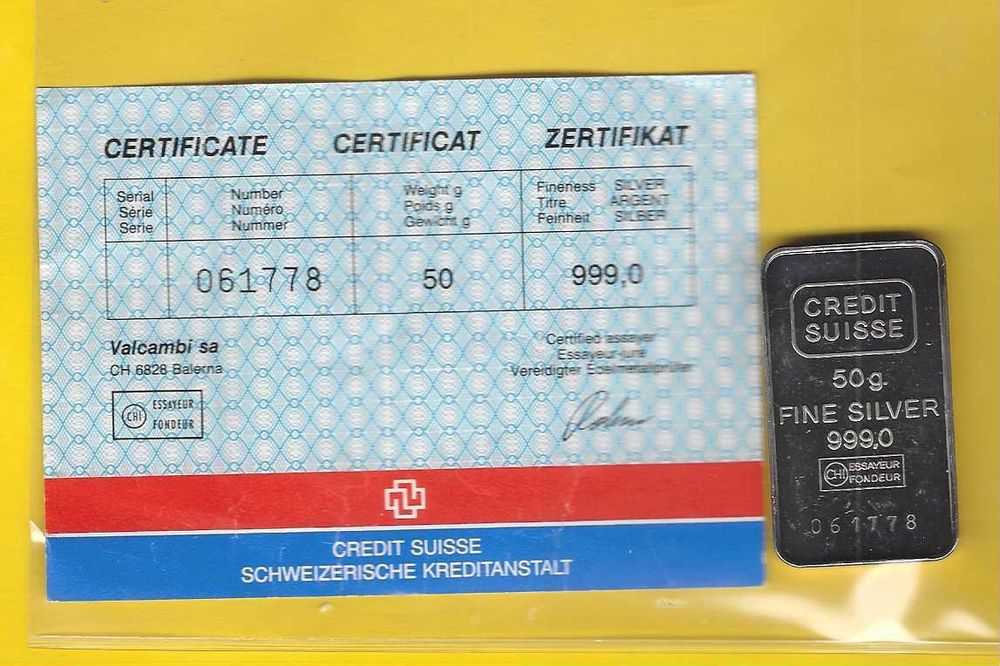 CERTIFICATE CERTIFICAT ZERTIFIKAT
Serial Number Weight g Fineness SILVER
Série Numéro Poids g Titre ARGENT
Serie Nummer Gewicht g Feinheit SILBER
061778 50 999,0
Valcambi sa
CH 6828 Balerna
CHI ESSAYEUR
FONDEUR
Certified assayer
Essayeur-juré
Vereidigter Edelmetallprüfer
CREDIT SUISSE
SCHWEIZERISCHE KREDITANSTALT
CREDIT
SUISSE
50g.
FINE SILVER
999,0
CHI ESSAYEUR
FONDEUR
061778